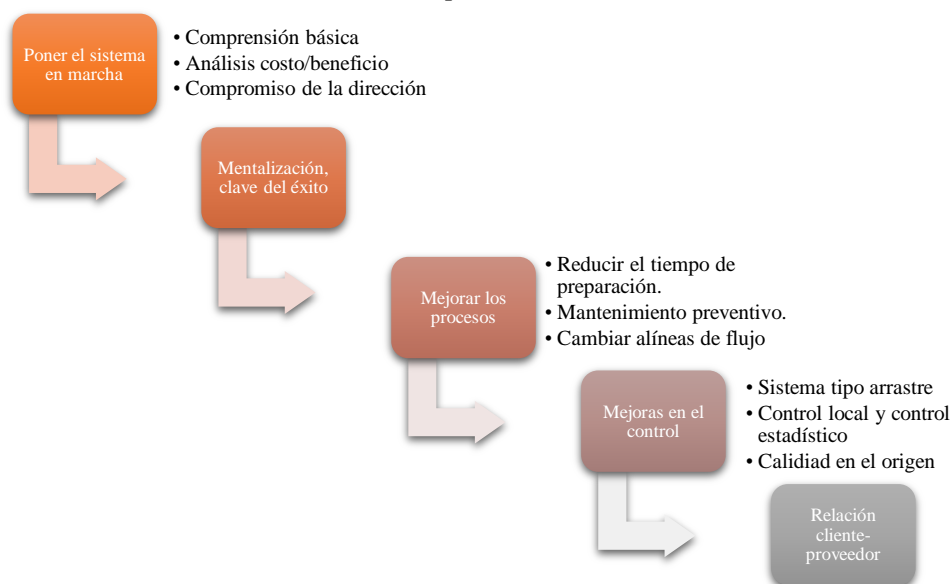 Poner el sistema
en marcha
• Comprensión básica
• Análisis costo/beneficio
• Compromiso de la dirección
Mentalización,
clave del éxito
Mejorar los
procesos
• Reducir el tiempo de
preparación.
• Mantenimiento preventivo.
• Cambiar alíneas de flujo
Mejoras en el
control
• Sistema tipo arrastre
• Control local y control
estadístico
• Calidiad en el origen
Relación
cliente-
proveedor